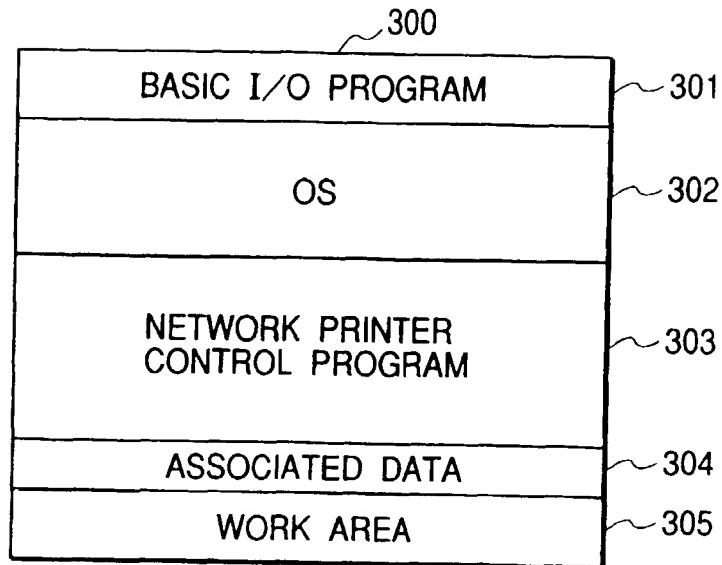 300
BASIC I/O PROGRAM 301
OS 302
NETWORK PRINTER
CONTROL PROGRAM 303
ASSOCIATED DATA 304
WORK AREA 305